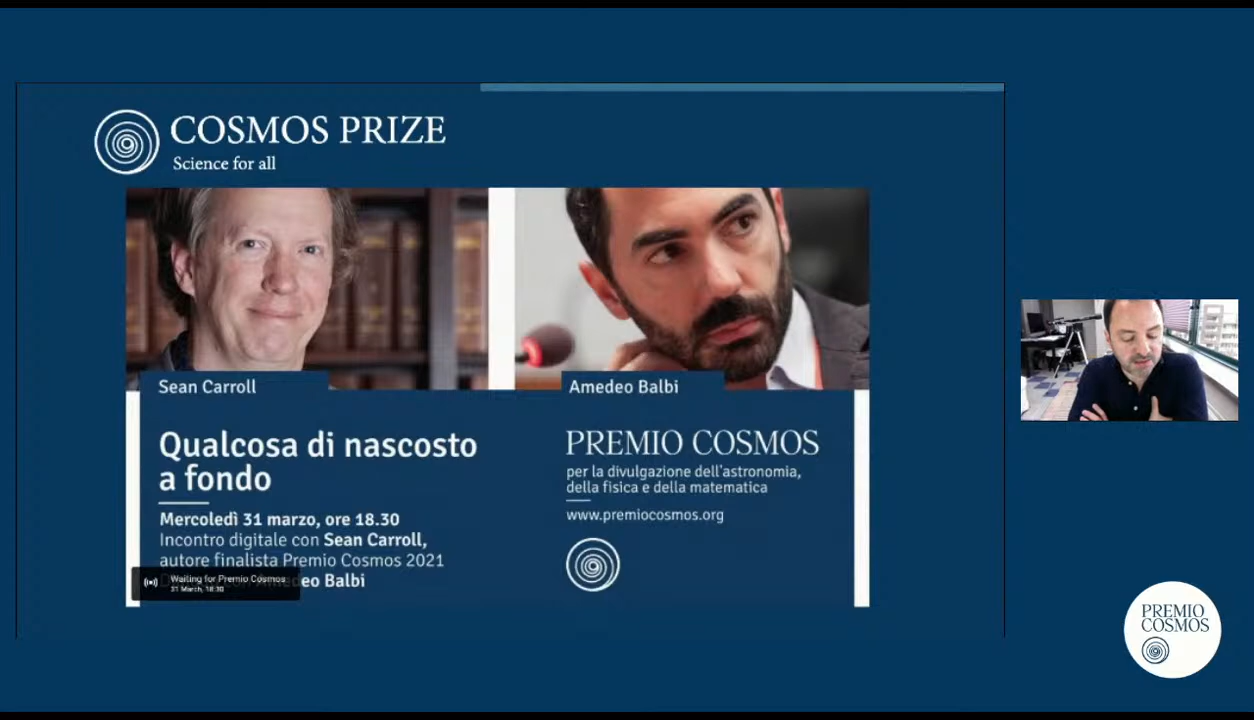 COSMOS PRIZE
Science for all
Sean Carroll
Amedeo Balbi
Qualcosa di nascosto
a fondo
Mercoledì 31 marzo, ore 18.30
Incontro digitale con Sean Carroll,
autore finalista Premio Cosmos 2021
eo Balbi
Waiting for Premio Cosmos
31 March, 18:30
PREMIO COSMOS
per la divulgazione dell'astronomia,
della fisica e della matematica
www.premiocosmos.org
PREMIO
COSMOS